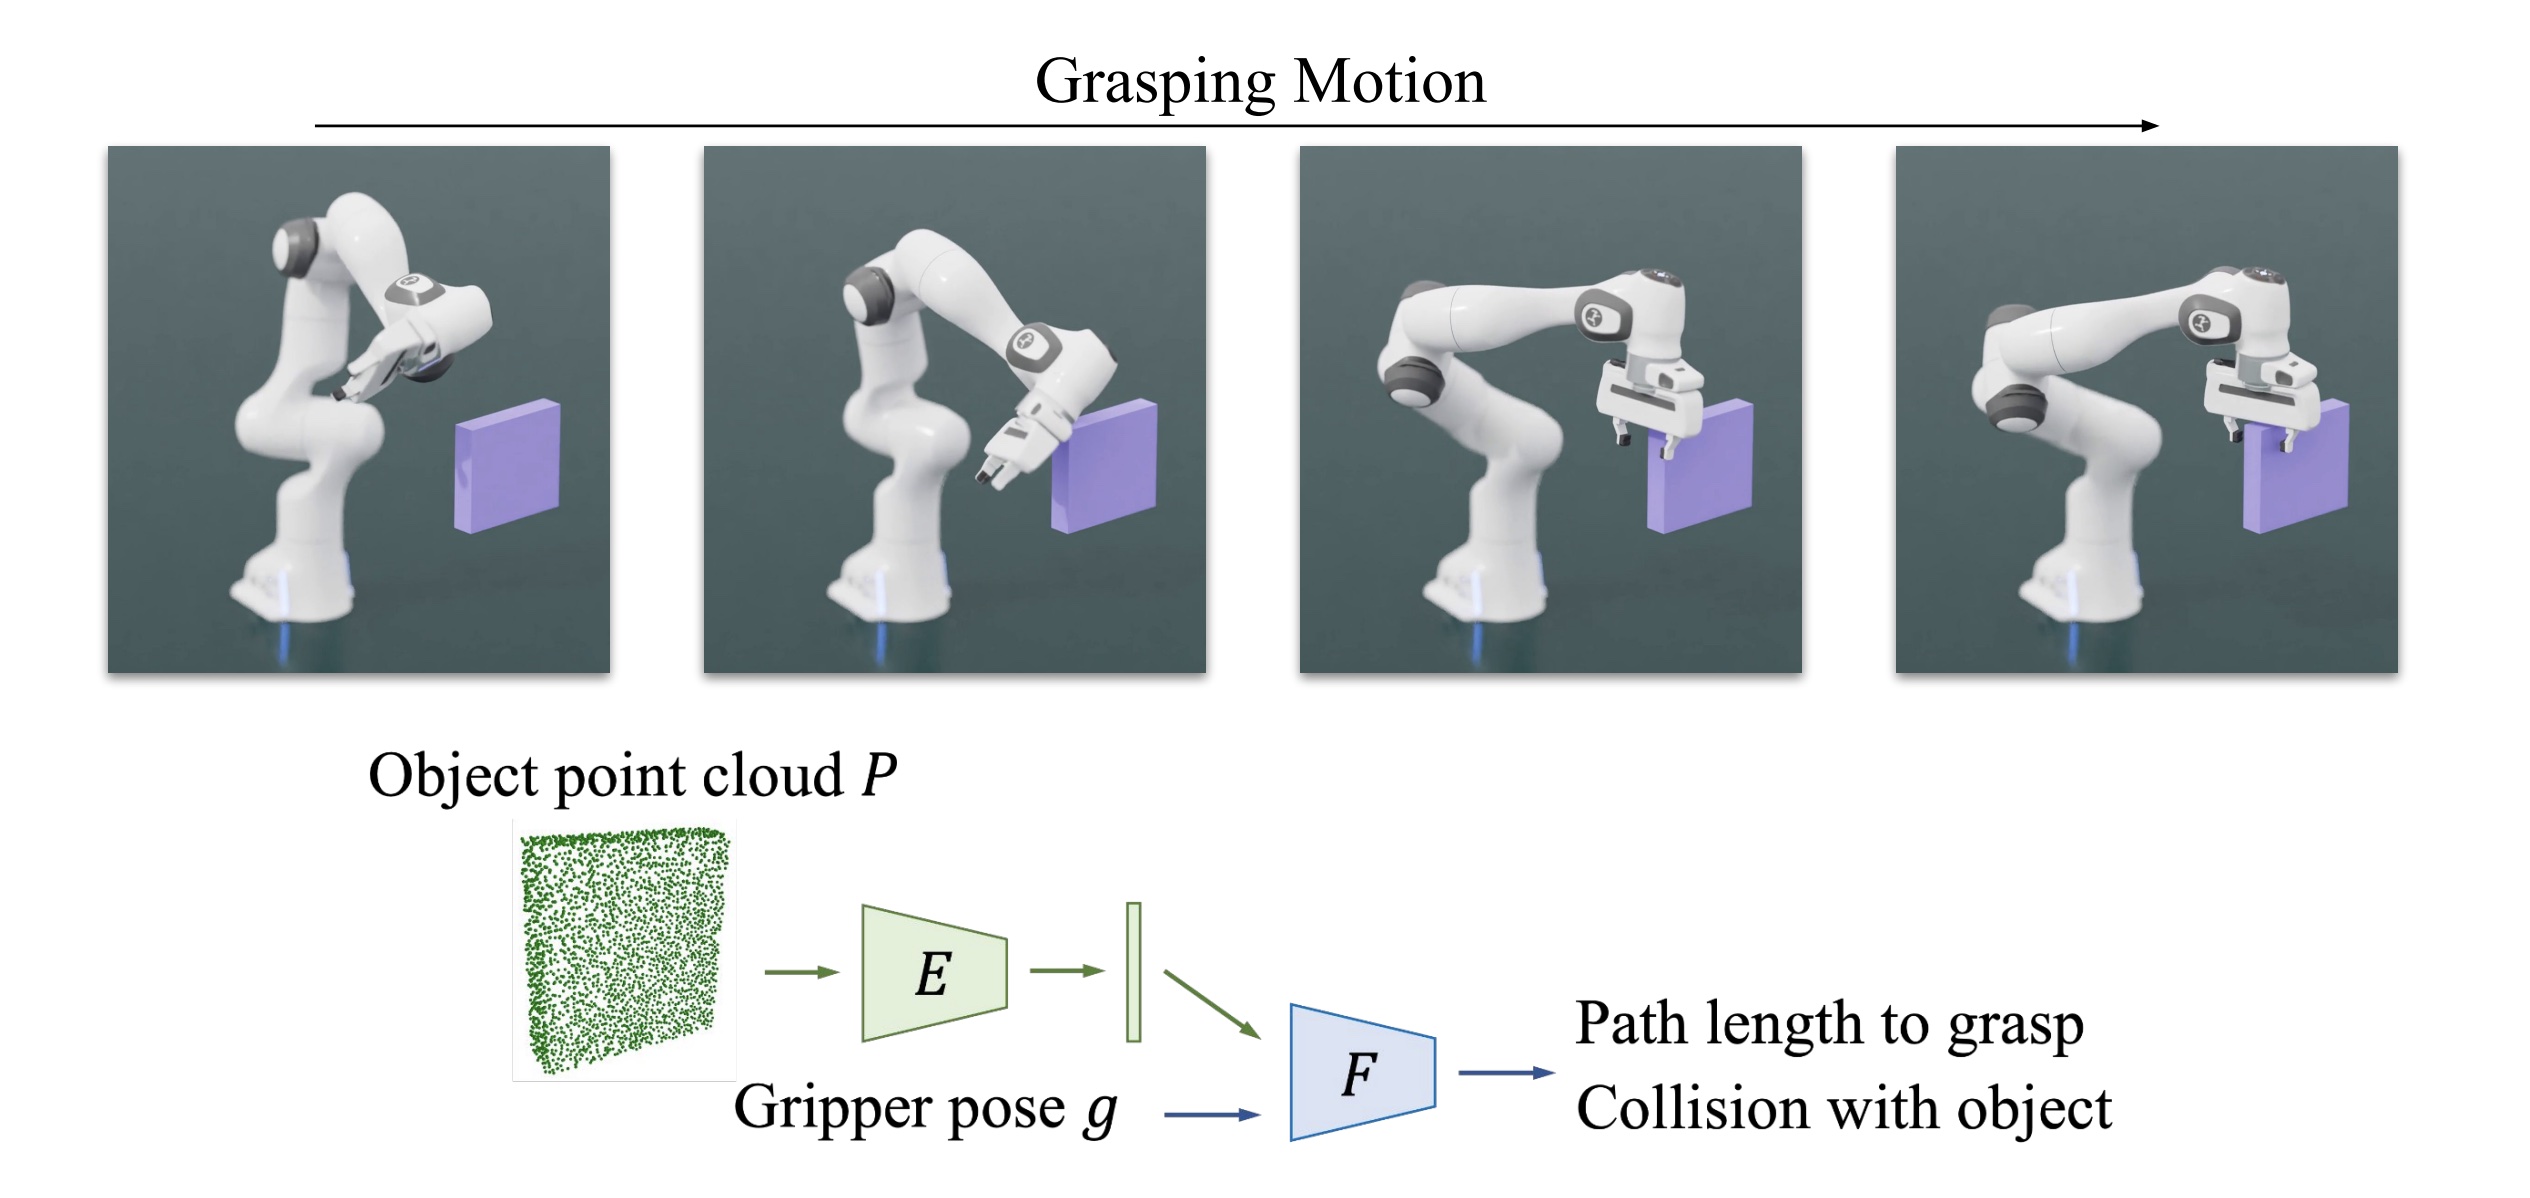 Grasping Motion
Object point cloud P
E
Gripper pose g
F
Path length to grasp
Collision with object